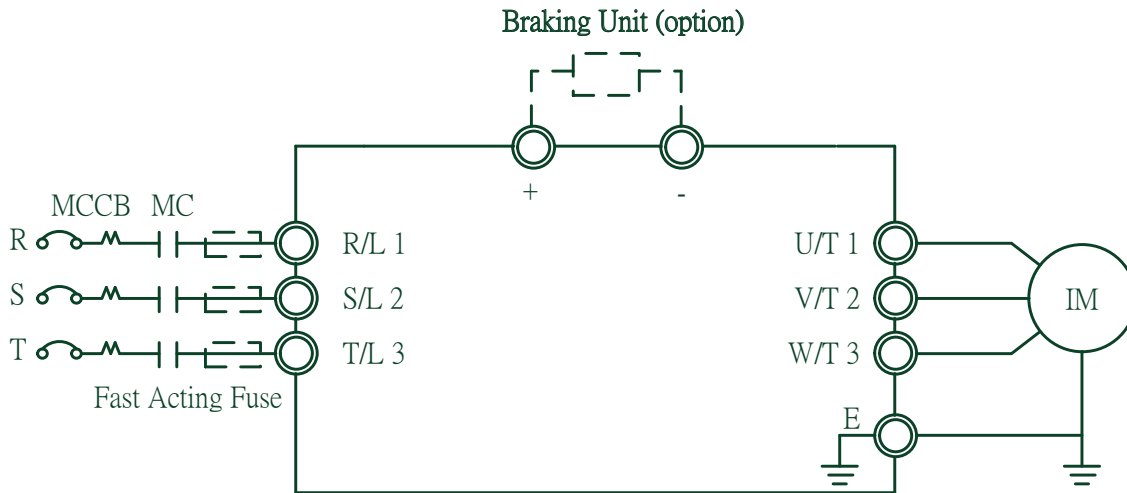 Braking Unit (option)
+ -
MCCB MC
R R/L 1 U/T 1
S S/L 2 V/T 2 IM
T T/L 3 W/T 3
Fast Acting Fuse
E